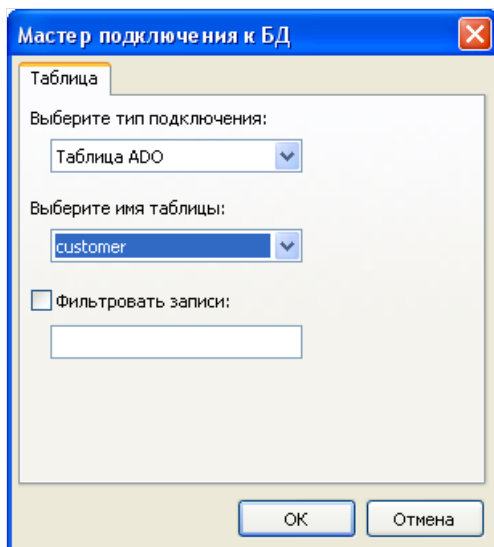 Мастер подключения к БД
Таблица
Выберите тип подключения:
Таблица ADO
Выберите имя таблицы:
customer
Фильтровать записи:
OK
Отмена